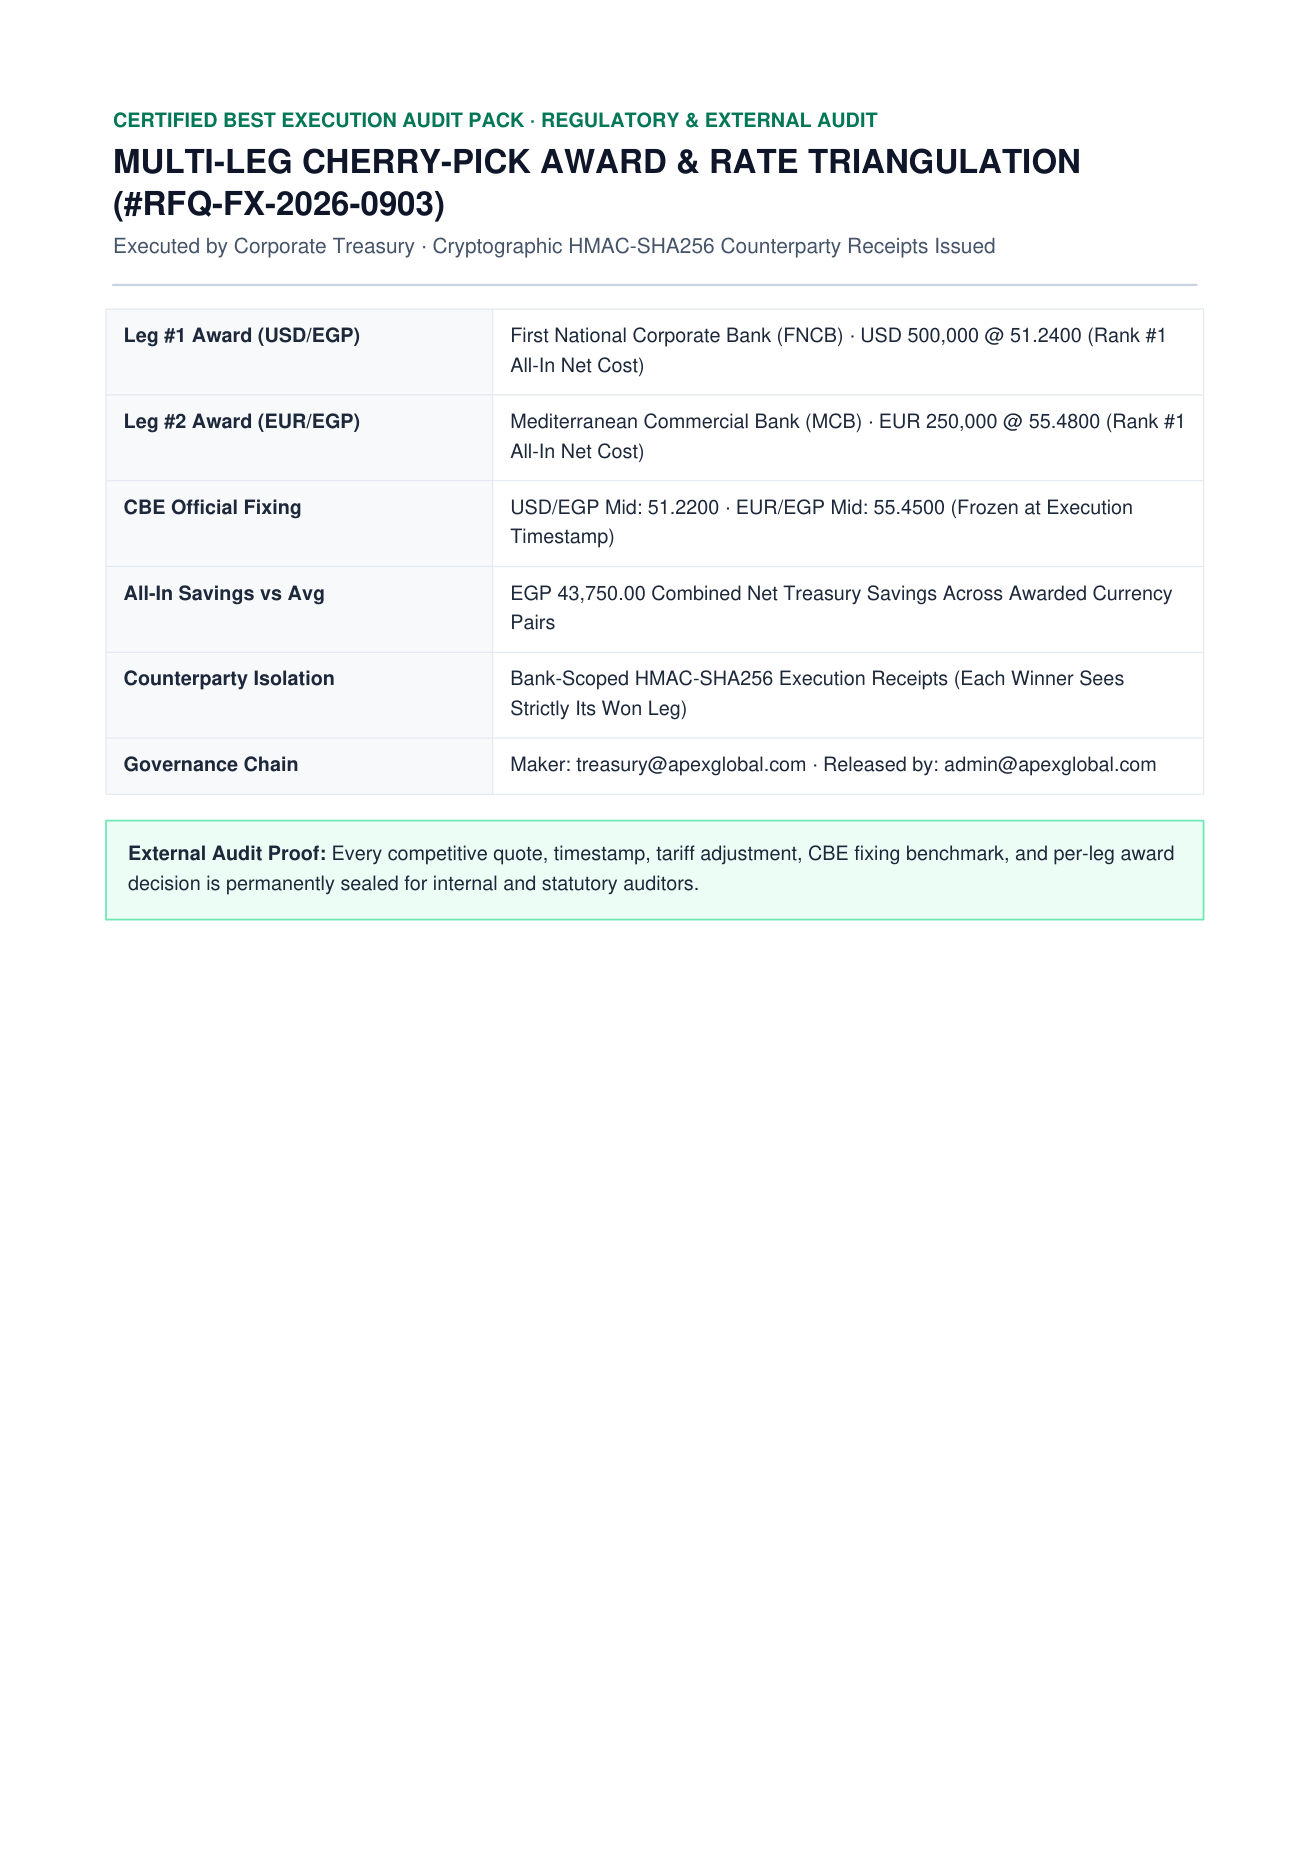 CERTIFIED BEST EXECUTION AUDIT PACK · REGULATORY & EXTERNAL AUDIT
MULTI-LEG CHERRY-PICK AWARD & RATE TRIANGULATION
(#RFQ-FX-2026-0903)
Executed by Corporate Treasury · Cryptographic HMAC-SHA256 Counterparty Receipts Issued
Leg #1 Award (USD/EGP)
First National Corporate Bank (FNCB) · USD 500,000 @ 51.2400 (Rank #1
All-In Net Cost)
Leg #2 Award (EUR/EGP)
Mediterranean Commercial Bank (MCB) · EUR 250,000 @ 55.4800 (Rank #1
All-In Net Cost)
CBE Official Fixing
USD/EGP Mid: 51.2200 · EUR/EGP Mid: 55.4500 (Frozen at Execution
Timestamp)
All-In Savings vs Avg
EGP 43,750.00 Combined Net Treasury Savings Across Awarded Currency
Pairs
Counterparty Isolation
Bank-Scoped HMAC-SHA256 Execution Receipts (Each Winner Sees
Strictly Its Won Leg)
Governance Chain
Maker: treasury@apexglobal.com · Released by: admin@apexglobal.com
External Audit Proof: Every competitive quote, timestamp, tariff adjustment, CBE fixing benchmark, and per-leg award
decision is permanently sealed for internal and statutory auditors.